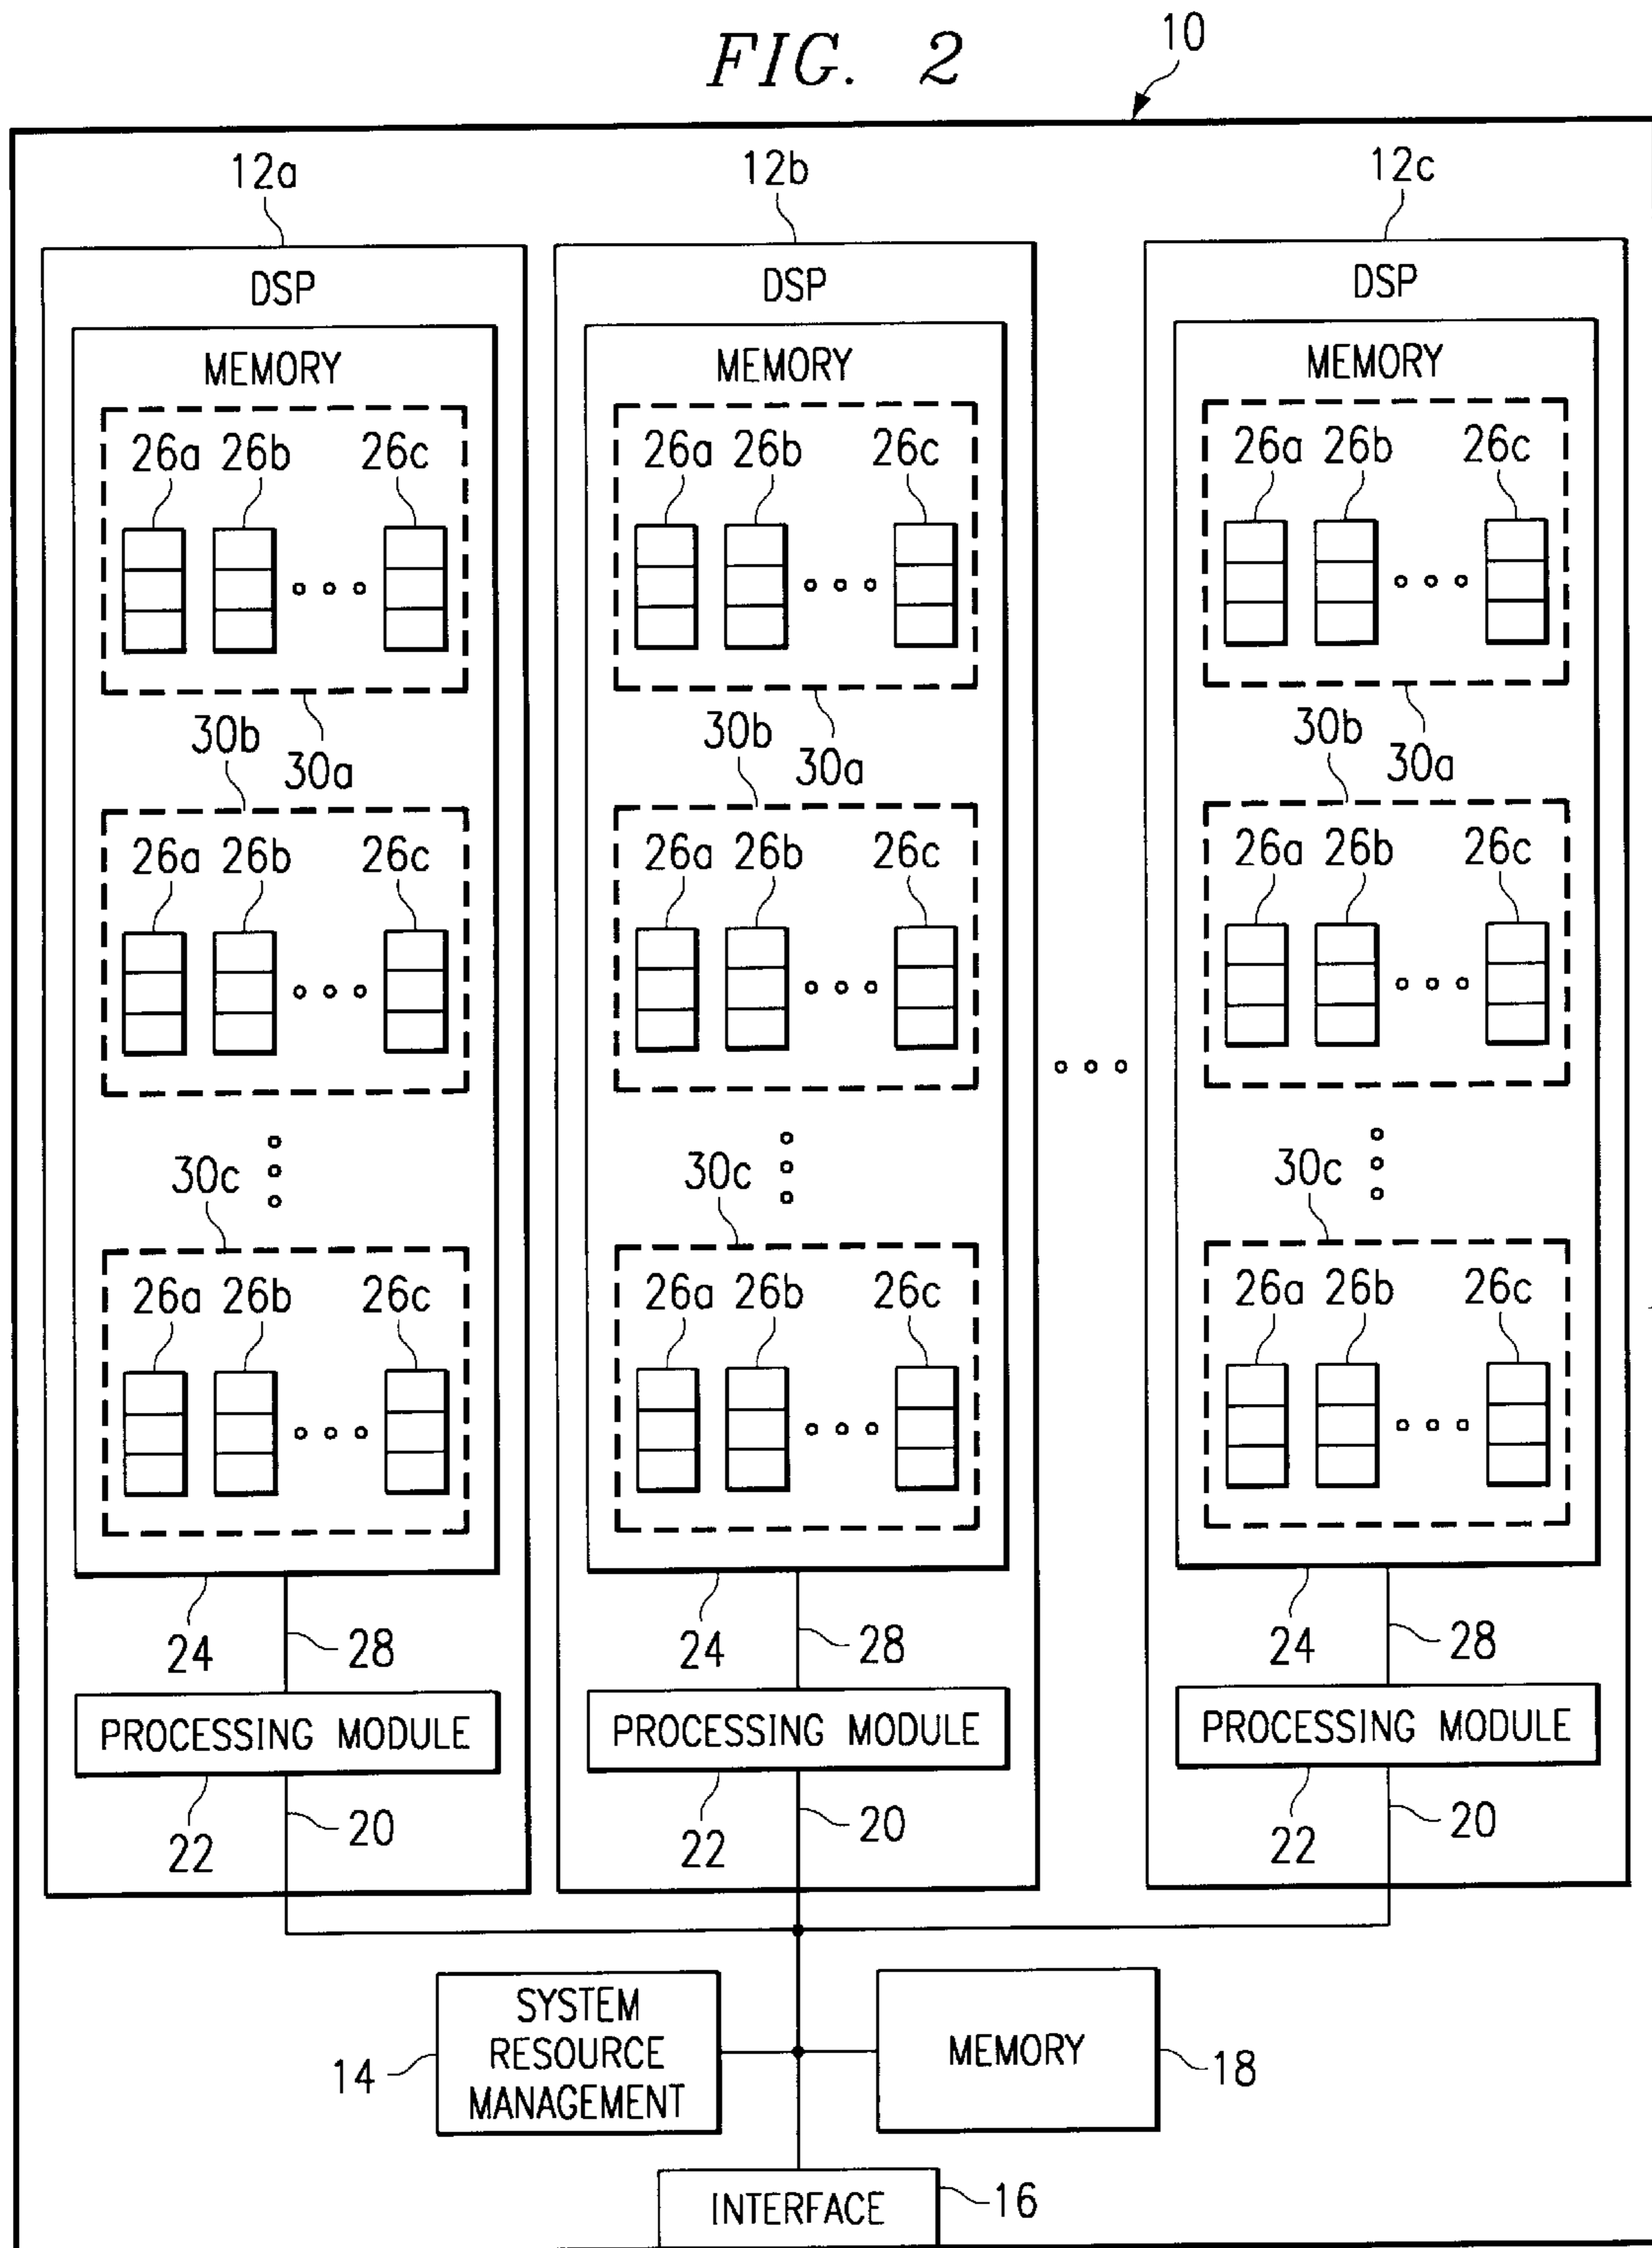 FIG. 2
10
12a 12b 12c
DSP DSP DSP
MEMORY MEMORY MEMORY
26a 26b 26c 26a 26b 26c 26a 26b 26c
30b 30a 30b 30a 30b 30a
26a 26b 26c 26a 26b 26c 26a 26b 26c
30c 30c 30c
26a 26b 26c 26a 26b 26c 26a 26b 26c
24 28 24 28 24 28
PROCESSING MODULE PROCESSING MODULE PROCESSING MODULE
22 20 22 20 22 20
SYSTEM
RESOURCE
MANAGEMENT
14
MEMORY
18
INTERFACE
16